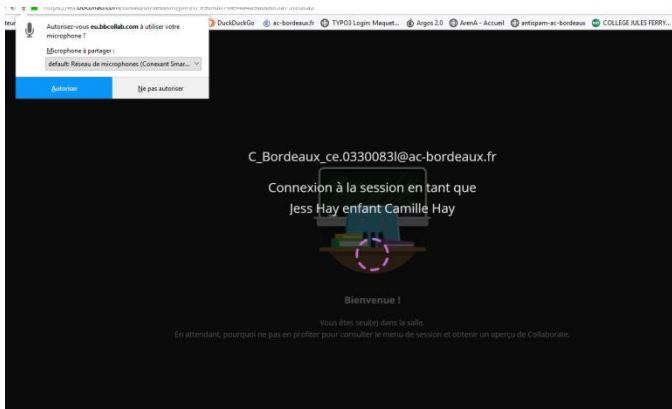 Autorisez-vous eu.bbcollab.com à utiliser votre
microphone ?
Microphone à partager :
default: Réseau de microphones (Conexant Smar...
Autoriser
Ne pas autoriser
DuckDuckGo ac-bordeaux.fr TYPO3 Login: Maquet... Argos 2.0 ArenA - Accueil antispam-ac-bordeaux COLLEGE JULES FERRY...
C_Bordeaux_ce.0330083l@ac-bordeaux.fr
Connexion à la session en tant que
Jess Hay enfant Camille Hay
Bienvenue !
Vous êtes seul(e) dans la salle.
En attendant, pourquoi ne pas en profiter pour consulter le menu de session et obtenir un aperçu de Collaborate.